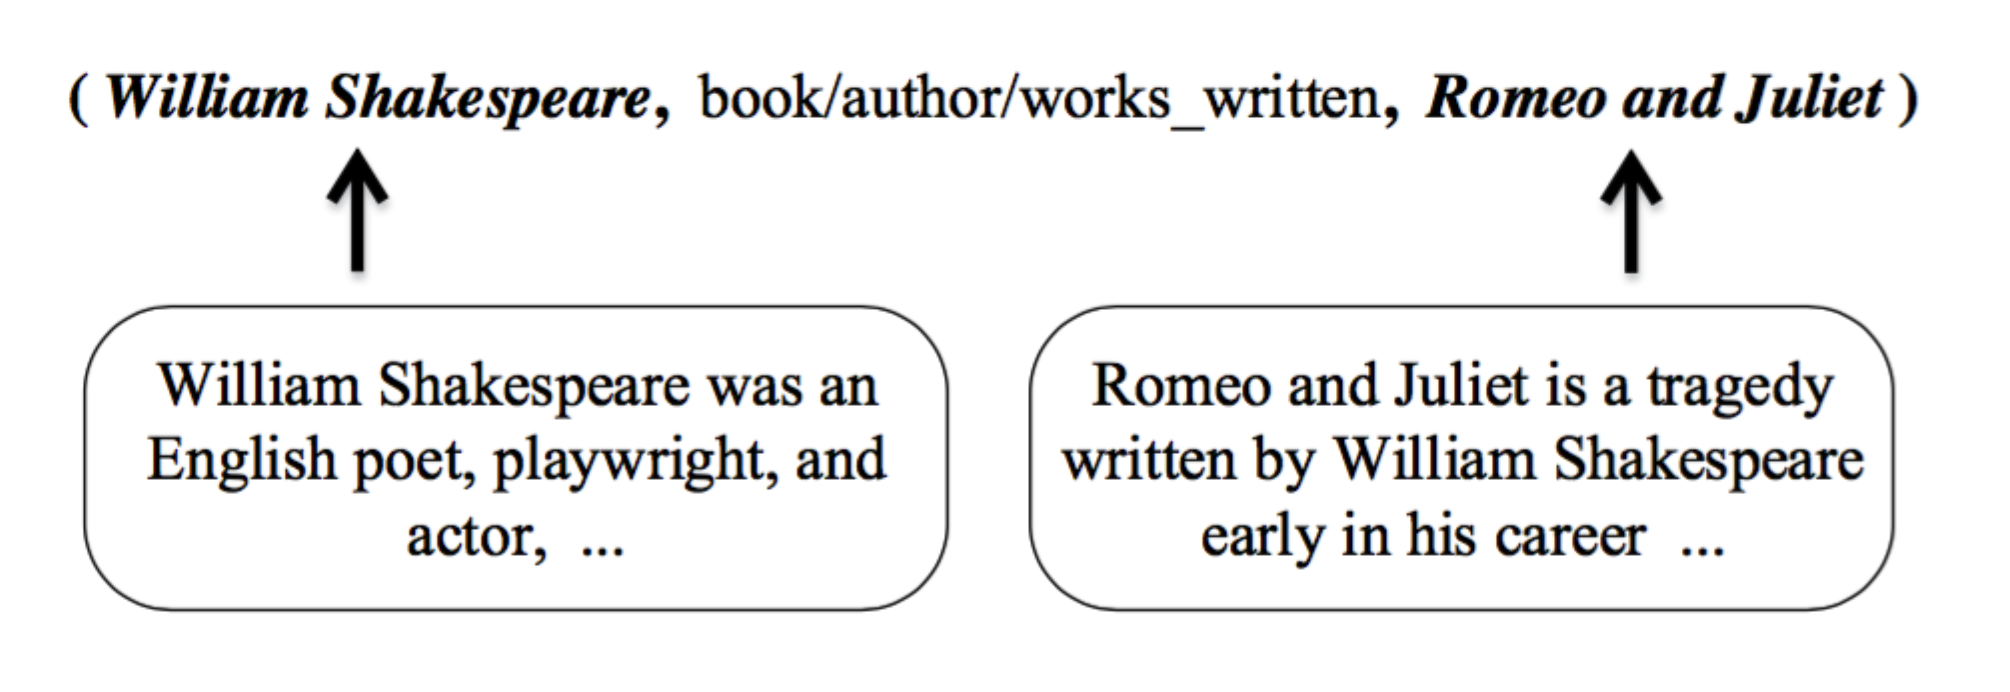 ( William Shakespeare, book/author/works_written, Romeo and Juliet )
William Shakespeare was an
English poet, playwright, and
actor, ...
Romeo and Juliet is a tragedy
written by William Shakespeare
early in his career ...